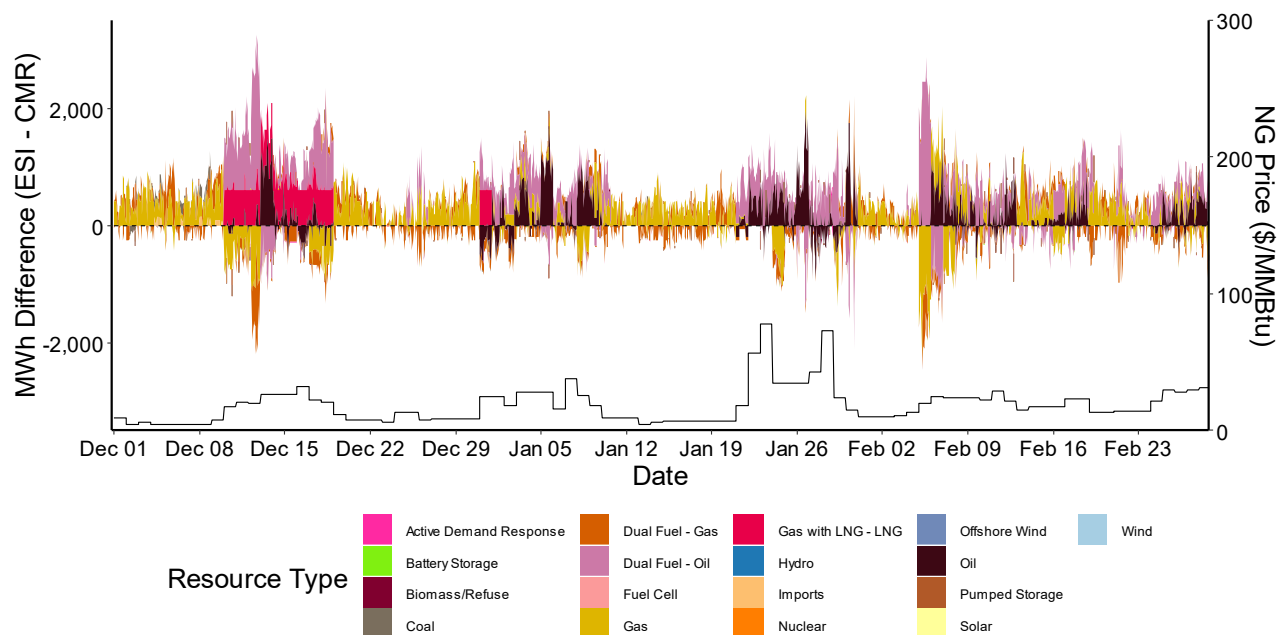 MWh Difference (ESI - CMR)
2,000
0
-2,000
300
200
100
0
NG Price ($/MMBtu)
Dec 01 Dec 08 Dec 15 Dec 22 Dec 29 Jan 05 Jan 12 Jan 19 Jan 26 Feb 02 Feb 09 Feb 16 Feb 23
Date
Resource Type
Active Demand Response Dual Fuel - Gas Gas with LNG - LNG Offshore Wind Wind
Battery Storage Dual Fuel - Oil Hydro Oil
Biomass/Refuse Fuel Cell Imports Pumped Storage
Coal Gas Nuclear Solar